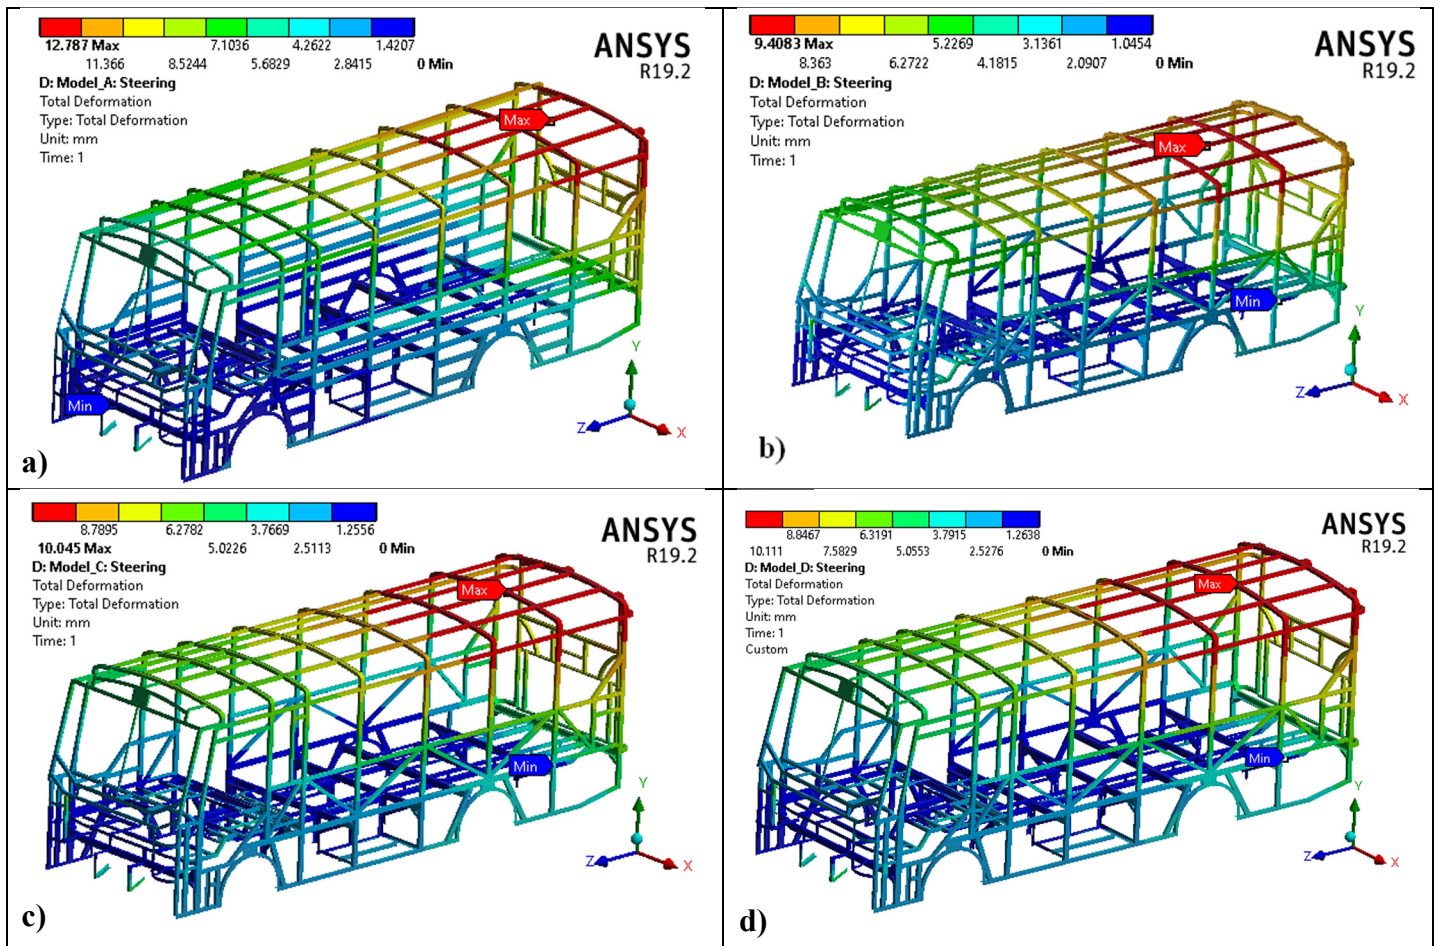 12.787 Max 7.1036 4.2622 1.4207
11.366 8.5244 5.6829 2.8415 0 Min
ANSYS
R19.2
D: Model_A: Steering
Total Deformation
Type: Total Deformation
Unit: mm
Time: 1
Max
Min
Y
Z
X
a)
9.4083 Max 5.2269 3.1361 1.0454
8.363 6.2722 4.1815 2.0907 0 Min
ANSYS
R19.2
D: Model_B: Steering
Total Deformation
Type: Total Deformation
Unit: mm
Time: 1
Max
Min
Y
Z
X
b)
8.7895 6.2782 3.7669 1.2556
10.045 Max 5.0226 2.5113 0 Min
ANSYS
R19.2
D: Model_C: Steering
Total Deformation
Type: Total Deformation
Unit: mm
Time: 1
Max
Min
Y
Z
X
c)
8.8467 6.3191 3.7915 1.2638
10.111 7.5829 5.0553 2.5276 0 Min
ANSYS
R19.2
D: Model_D: Steering
Total Deformation
Type: Total Deformation
Unit: mm
Time: 1
Custom
Max
Min
Y
Z
X
d)